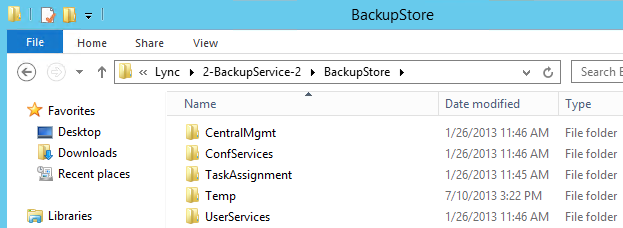 BackupStore
File Home Share View
« Lync 2-BackupService-2 BackupStore Search B
Name Date modified Type
Favorites
Desktop
Downloads
Recent places
Libraries
CentralMgmt 1/26/2013 11:46 AM File folder
ConfServices 1/26/2013 11:46 AM File folder
TaskAssignment 1/26/2013 11:45 AM File folder
Temp 7/10/2013 3:22 PM File folder
UserServices 1/26/2013 11:46 AM File folder